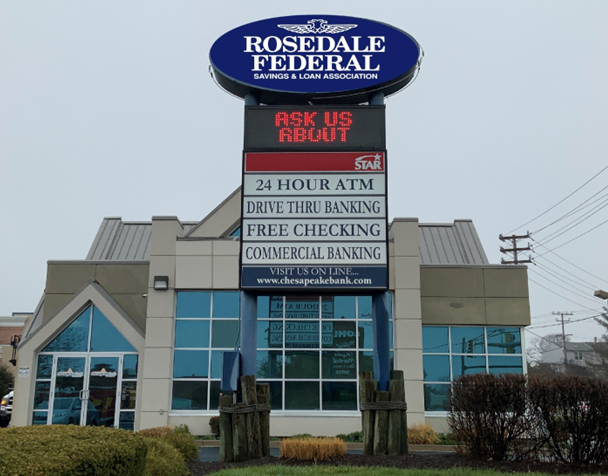 ROSEDALE
FEDERAL
SAVINGS & LOAN ASSOCIATION
ASK US
ABOUT
STAR
24 HOUR ATM
DRIVE THRU BANKING
FREE CHECKING
COMMERCIAL BANKING
VISIT US ON LINE....
www.chesapeakebank.com